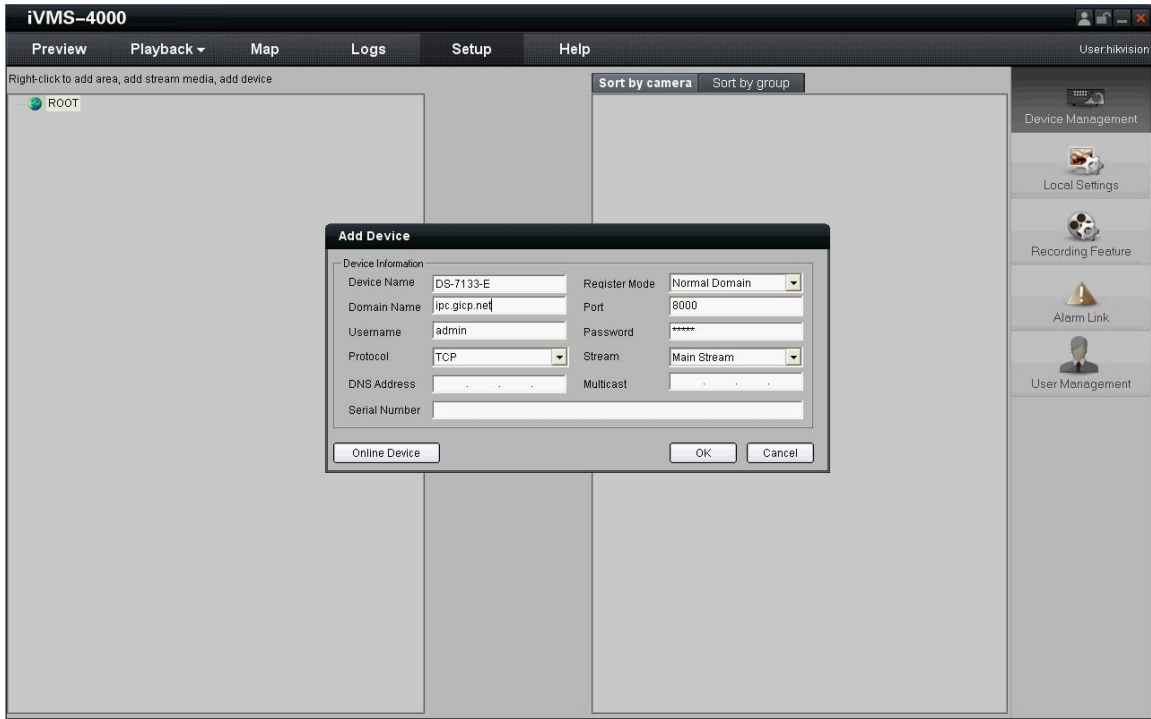 iVMS-4000
Preview Playback Map Logs Setup Help User:hikvision
Right-click to add area, add stream media, add device
ROOT
Sort by camera Sort by group
Device Management
Local Settings
Recording Feature
Alarm Link
User Management
Add Device
Device Information
Device Name DS-7133-E Register Mode Normal Domain
Domain Name ipc.gicp.net Port 8000
Username admin Password *****
Protocol TCP Stream Main Stream
DNS Address . . . Multicast . . .
Serial Number
Online Device OK Cancel